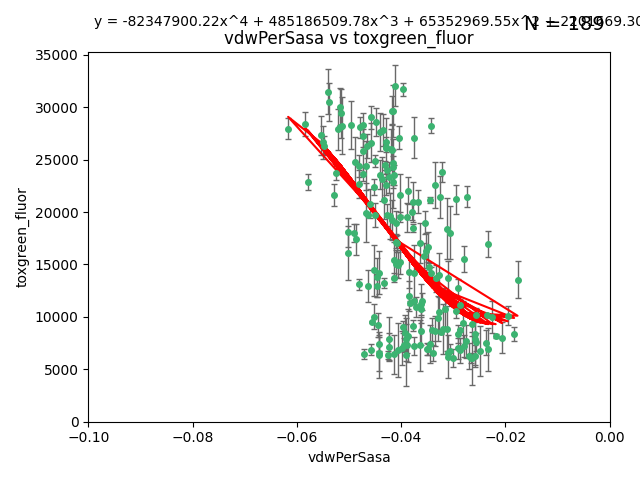 y = -82347900.22x^4 + 485186509.78x^3 + 65352969.55x^2
N = 189
vdwPerSasa vs toxgreen_fluor
35000
30000
25000
20000
15000
10000
5000
0
toxgreen_fluor
−0.10 −0.08 −0.06 −0.04 −0.02 0.00
vdwPerSasa